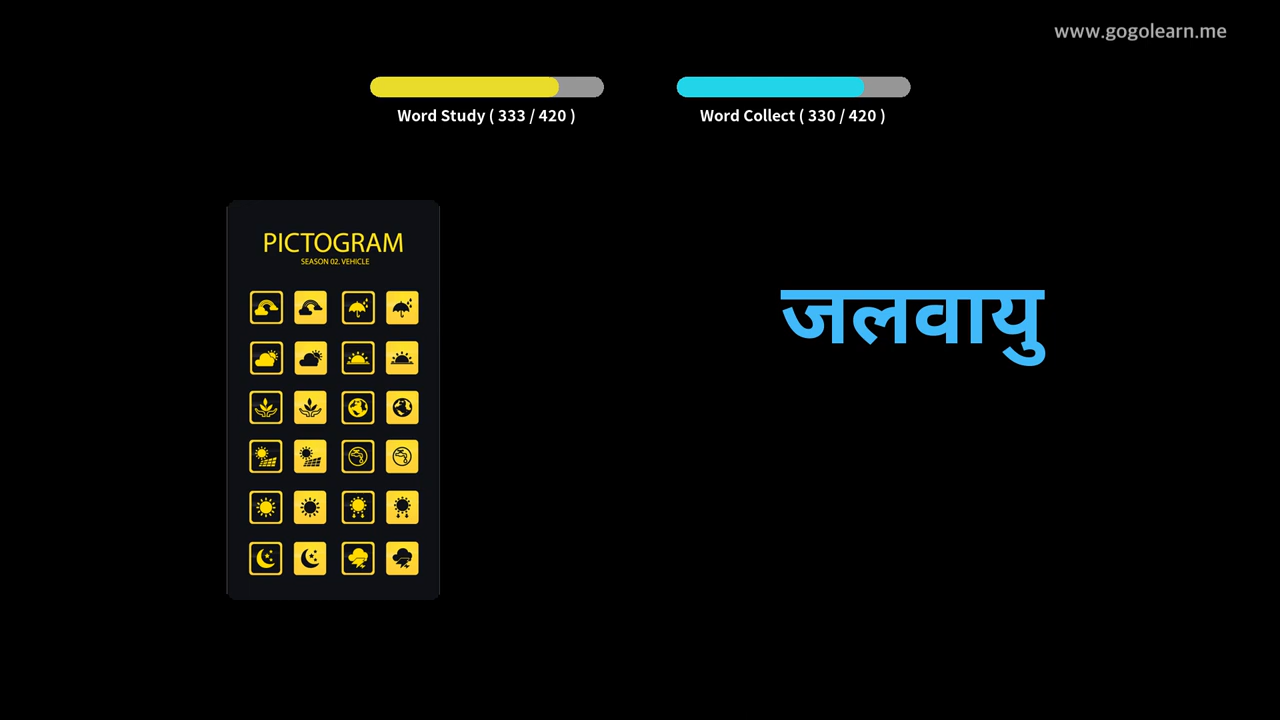 www.gogolearn.me
Word Study ( 333 / 420 )
Word Collect ( 330 / 420 )
PICTOGRAM
SEASON 02. VEHICLE
जलवायु